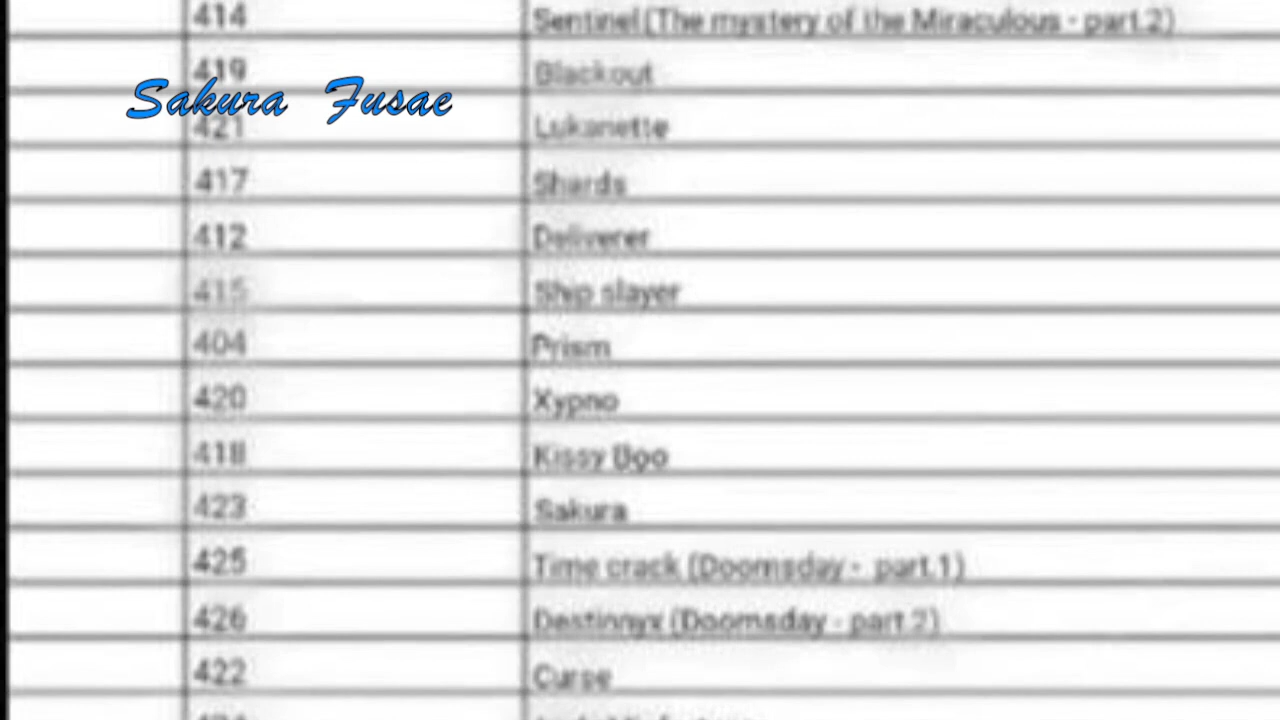 414 Sentinel (The mystery of the Miraculous - part.2)
419 Blackout
Sakura Fusae
421 Lukanette
417 Shards
412 Deliverer
415 Ship slayer
404 Prism
420 Xypno
418 Kissy Boo
423 Sakura
425 Time crack (Doomsday - part.1)
426 Destinnyx (Doomsday - part.2)
422 Curse